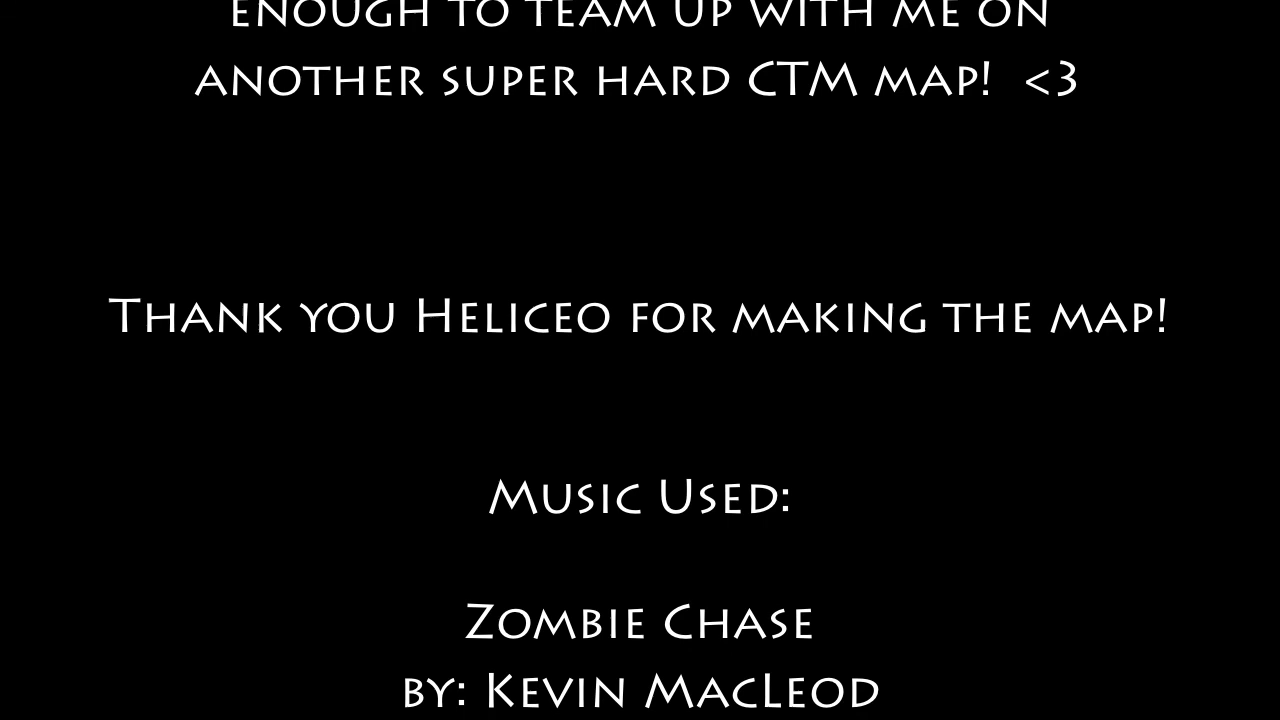 enough to team up with me on
another super hard CTM map!  <3
Thank you Heliceo for making the map!
Music Used:
Zombie Chase
by: Kevin MacLeod